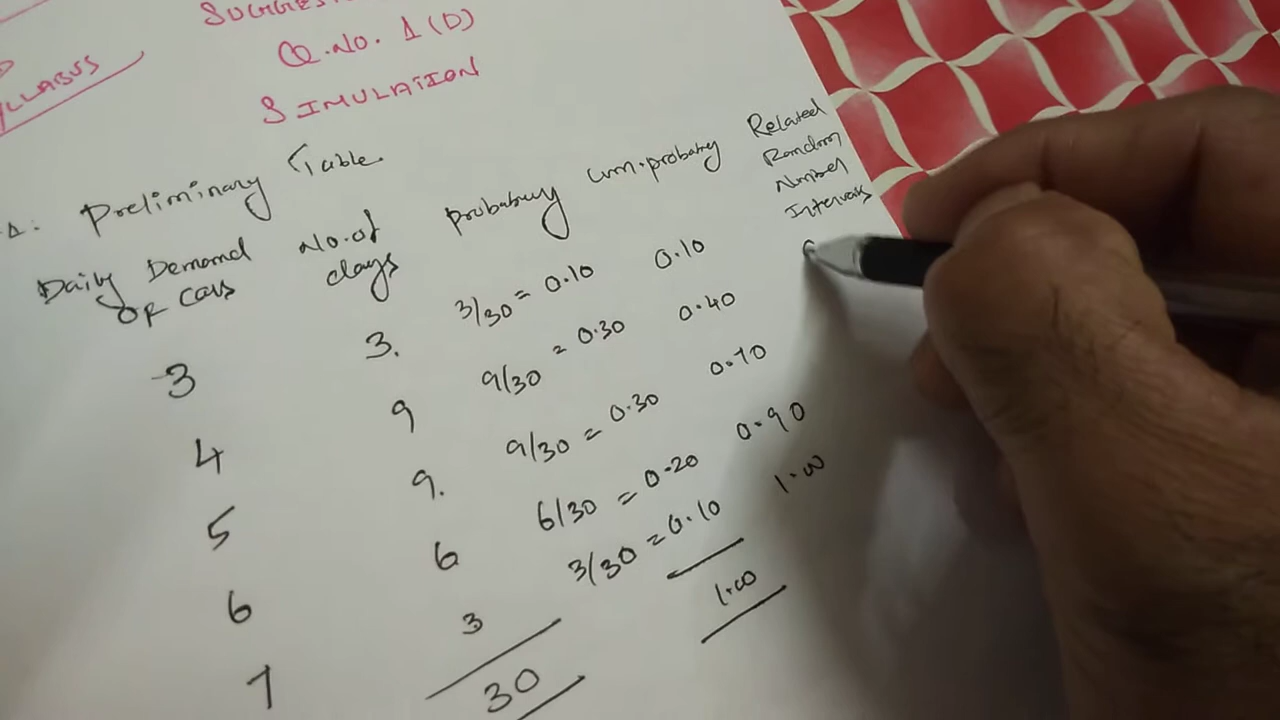 SUGGES
Q.No. 1(D)
SYLLABUS
SIMULATION
Preliminary Table
Daily Demand OF Cars
No. of days
probability
Cum. probability
Related Random Number Intervals
3 3. 3/30 = 0.10 0.10
4 9 9/30 = 0.30 0.40
5 9. 9/30 = 0.30 0.70
6 6 6/30 = 0.20 0.90
7 3 3/30 = 0.10 1.00
30 1.00